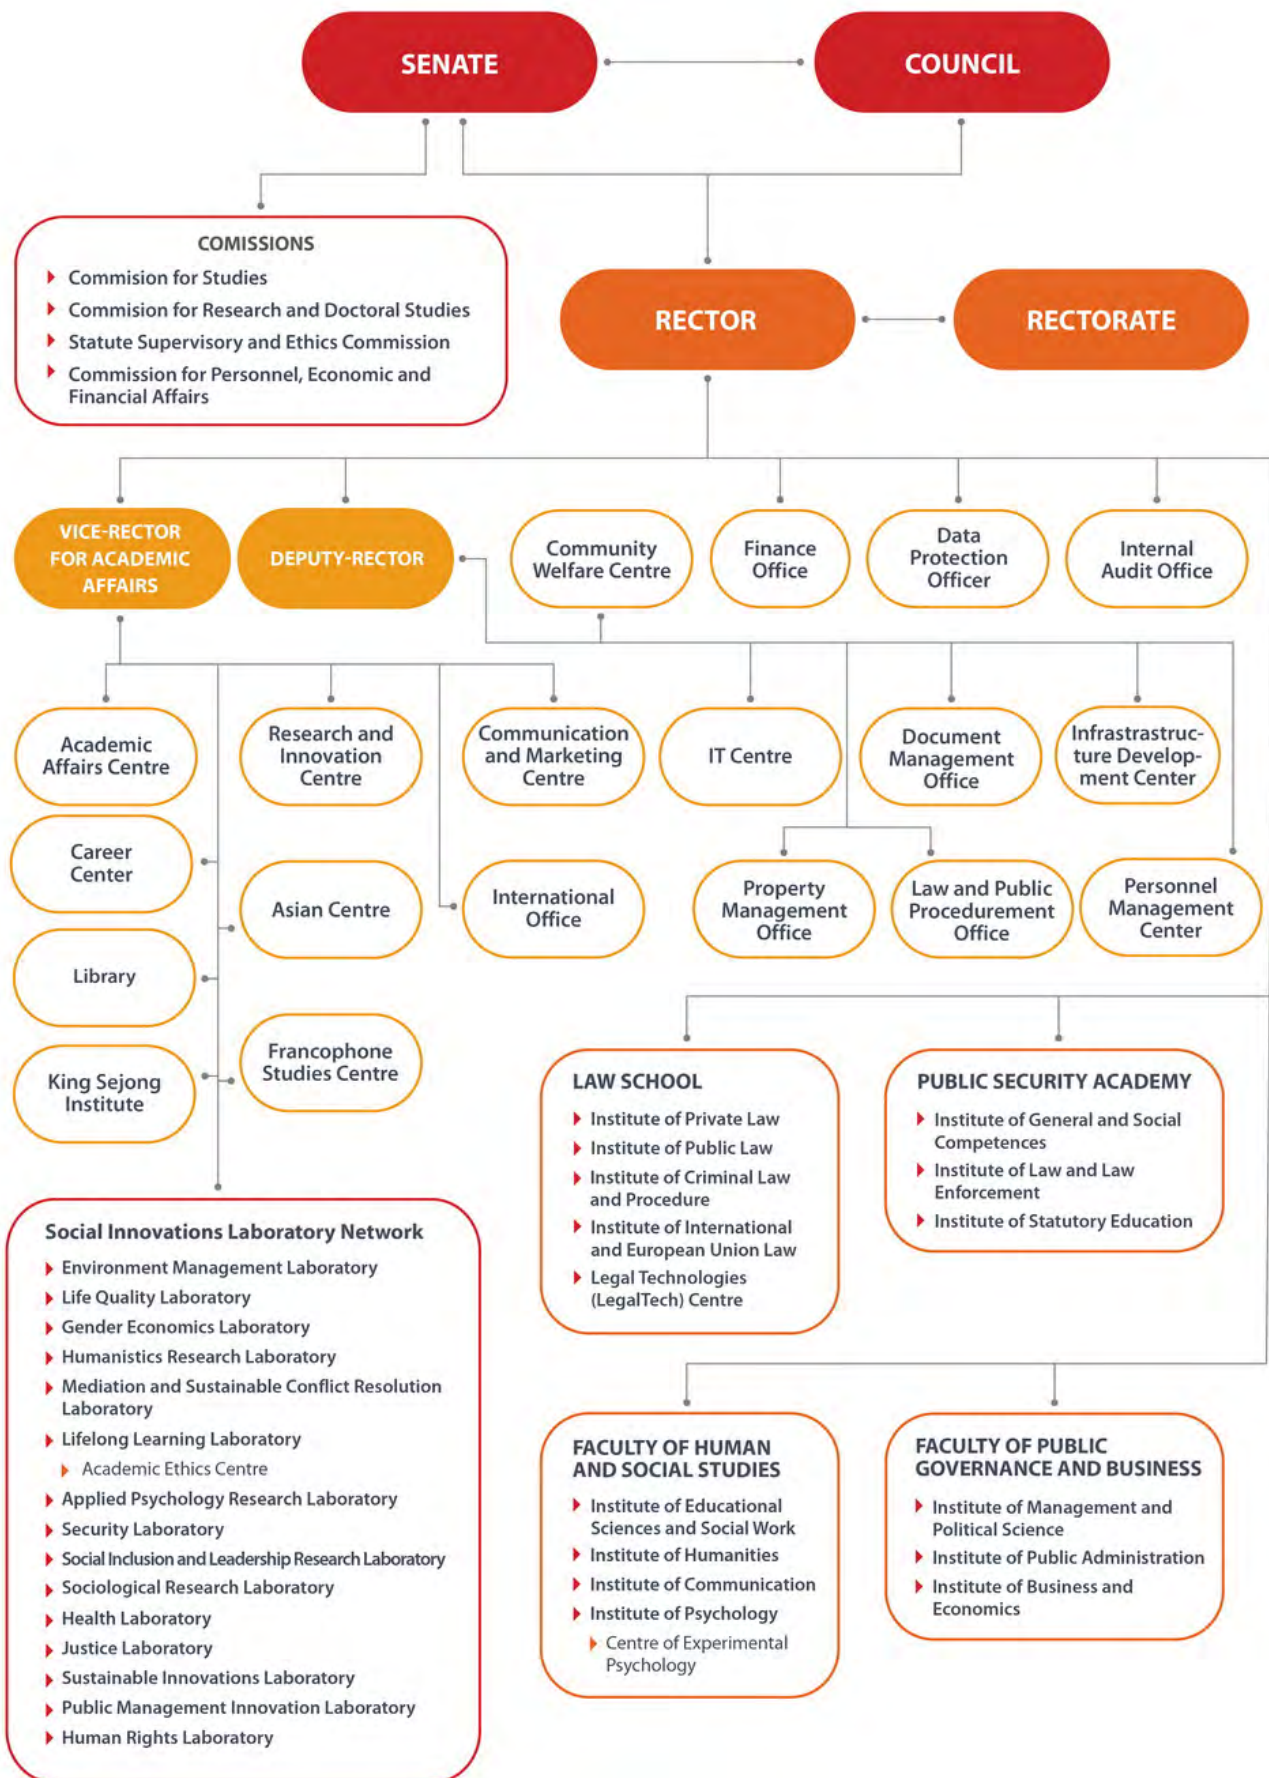 SENATE
COUNCIL
COMISSIONS
Commision for Studies
Commision for Research and Doctoral Studies
Statute Supervisory and Ethics Commission
Commission for Personnel, Economic and
Financial Affairs
RECTOR
RECTORATE
VICE-RECTOR
FOR ACADEMIC
AFFAIRS
DEPUTY-RECTOR
Community
Welfare Centre
Finance
Office
Data
Protection
Officer
Internal
Audit Office
Academic
Affairs Centre
Research and
Innovation
Centre
Communication
and Marketing
Centre
IT Centre
Document
Management
Office
Infrastrastruc-
ture Develop-
ment Center
Career
Center
Asian Centre
International
Office
Property
Management
Office
Law and Public
Procedurement
Office
Personnel
Management
Center
Library
King Sejong
Institute
Francophone
Studies Centre
LAW SCHOOL
Institute of Private Law
Institute of Public Law
Institute of Criminal Law
and Procedure
Institute of International
and European Union Law
Legal Technologies
(LegalTech) Centre
PUBLIC SECURITY ACADEMY
Institute of General and Social
Competences
Institute of Law and Law
Enforcement
Institute of Statutory Education
Social Innovations Laboratory Network
Environment Management Laboratory
Life Quality Laboratory
Gender Economics Laboratory
Humanistics Research Laboratory
Mediation and Sustainable Conflict Resolution
Laboratory
Lifelong Learning Laboratory
Academic Ethics Centre
Applied Psychology Research Laboratory
Security Laboratory
Social Inclusion and Leadership Research Laboratory
Sociological Research Laboratory
Health Laboratory
Justice Laboratory
Sustainable Innovations Laboratory
Public Management Innovation Laboratory
Human Rights Laboratory
FACULTY OF HUMAN
AND SOCIAL STUDIES
Institute of Educational
Sciences and Social Work
Institute of Humanities
Institute of Communication
Institute of Psychology
Centre of Experimental
Psychology
FACULTY OF PUBLIC
GOVERNANCE AND BUSINESS
Institute of Management and
Political Science
Institute of Public Administration
Institute of Business and
Economics